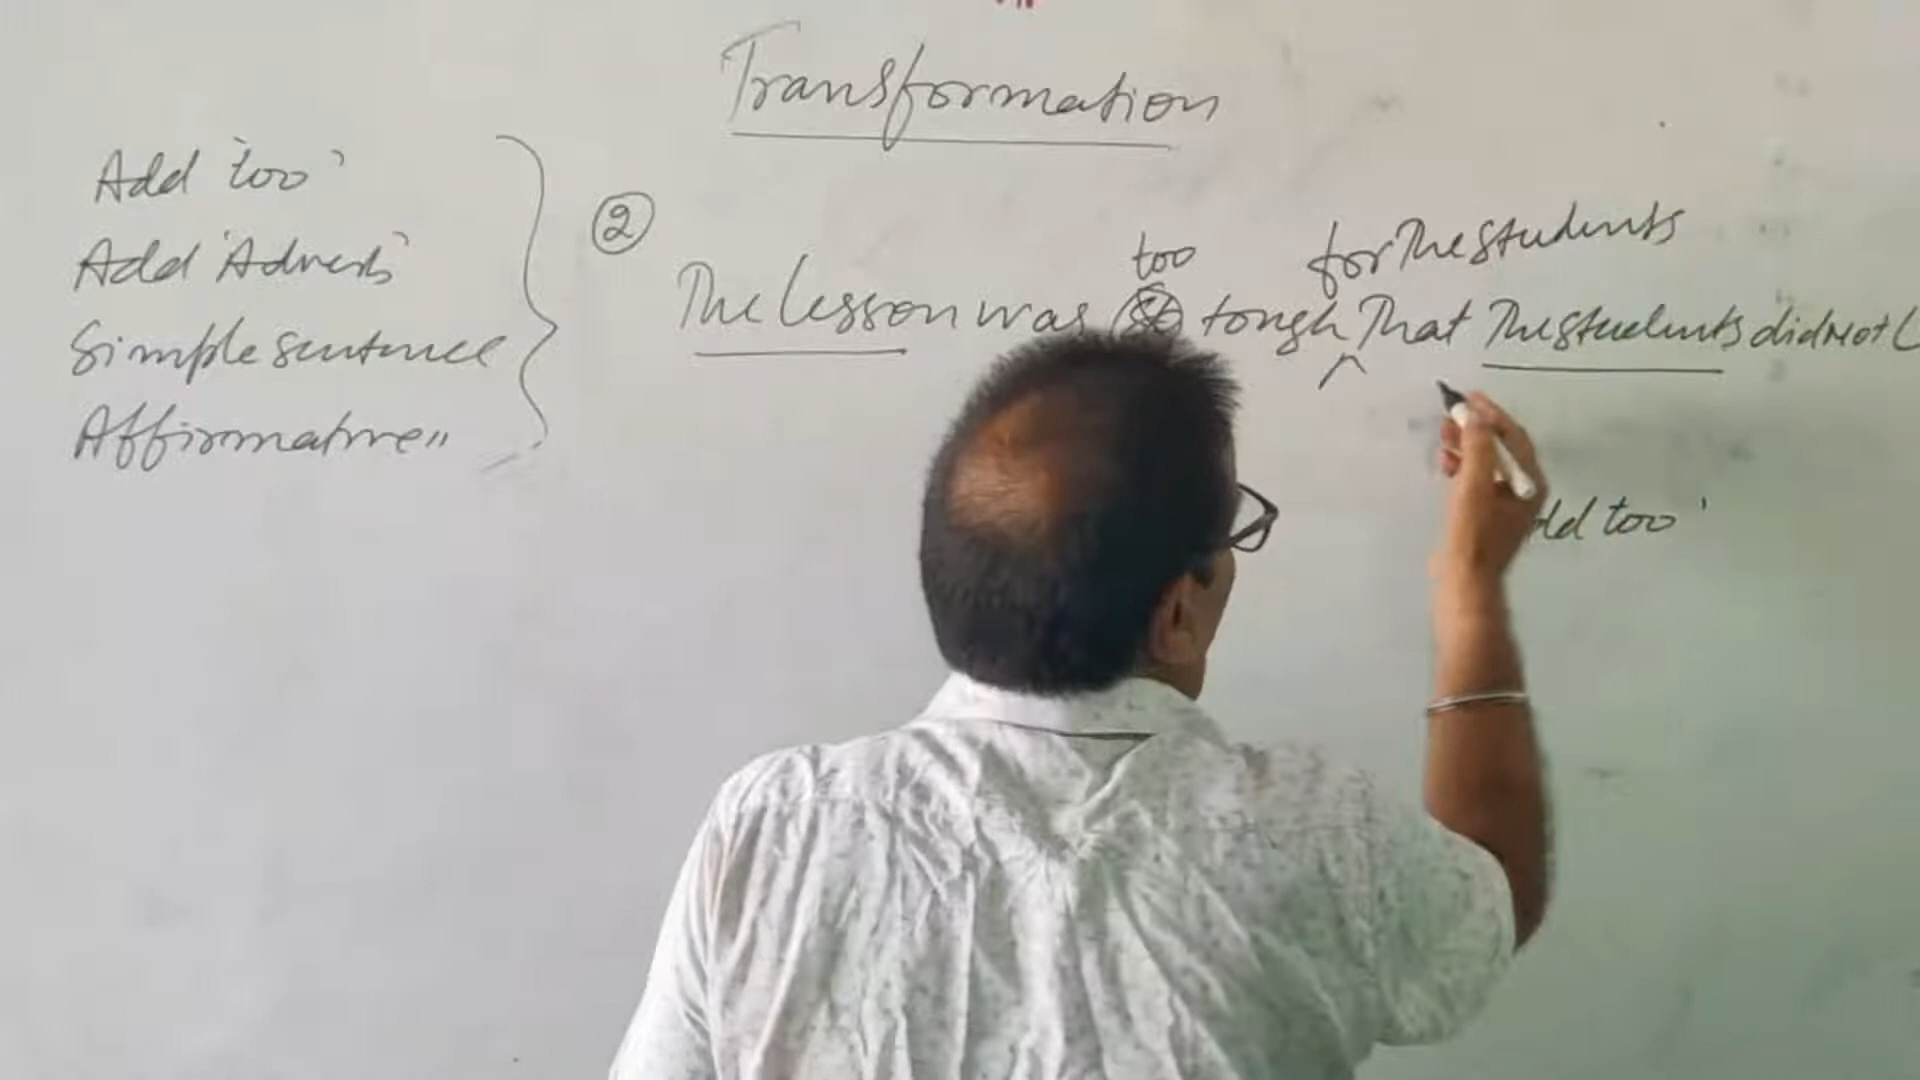 Transformation
Add 'too'
Add 'Adverb'
Simple sentence
Affirmative "
②
too for the students
The lesson was so tough that the students did not L
dd too'